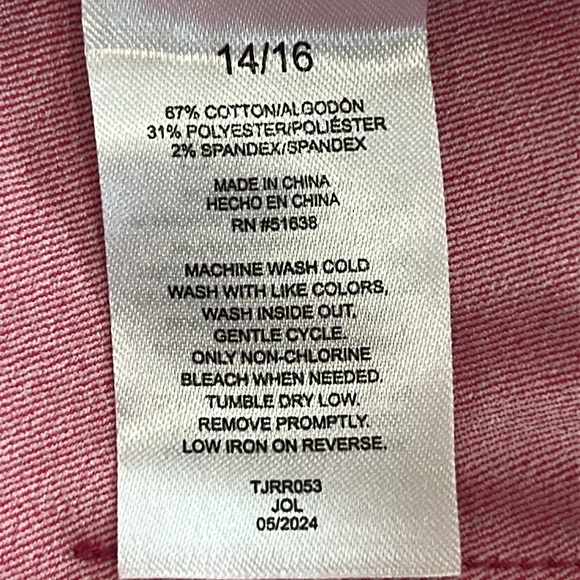 14/16
67% COTTON/ALGODÓN
31% POLYESTER/POLIÉSTER
2% SPANDEX/SPANDEX
MADE IN CHINA
HECHO EN CHINA
RN #51638
MACHINE WASH COLD
WASH WITH LIKE COLORS,
WASH INSIDE OUT,
GENTLE CYCLE.
ONLY NON-CHLORINE
BLEACH WHEN NEEDED.
TUMBLE DRY LOW.
REMOVE PROMPTLY.
LOW IRON ON REVERSE.
TJRR053
JOL
05/2024